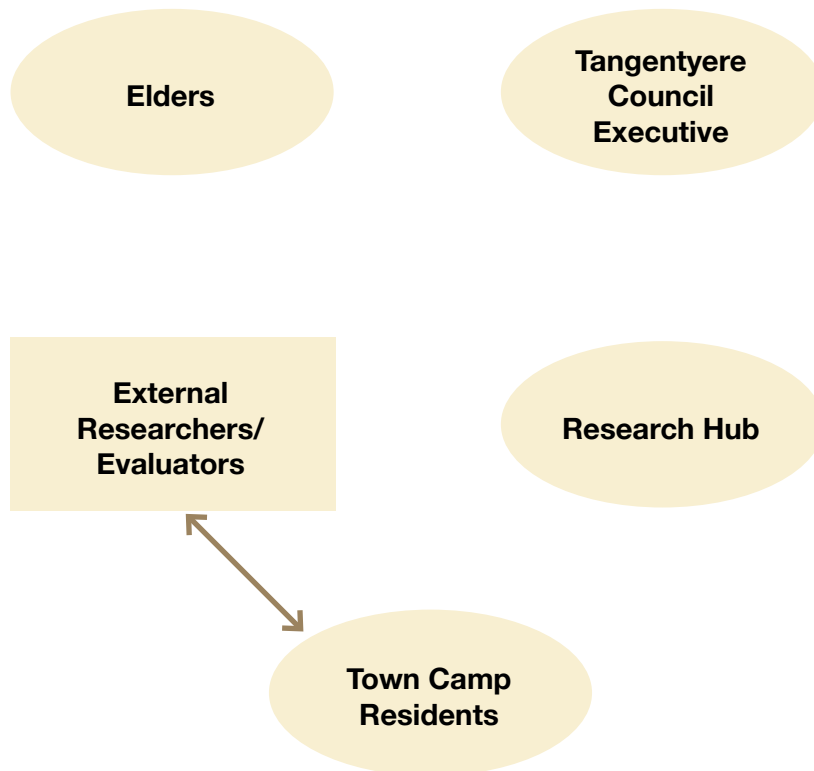 Elders
Tangentyere
Council
Executive
External
Researchers/
Evaluators
Research Hub
Town Camp
Residents